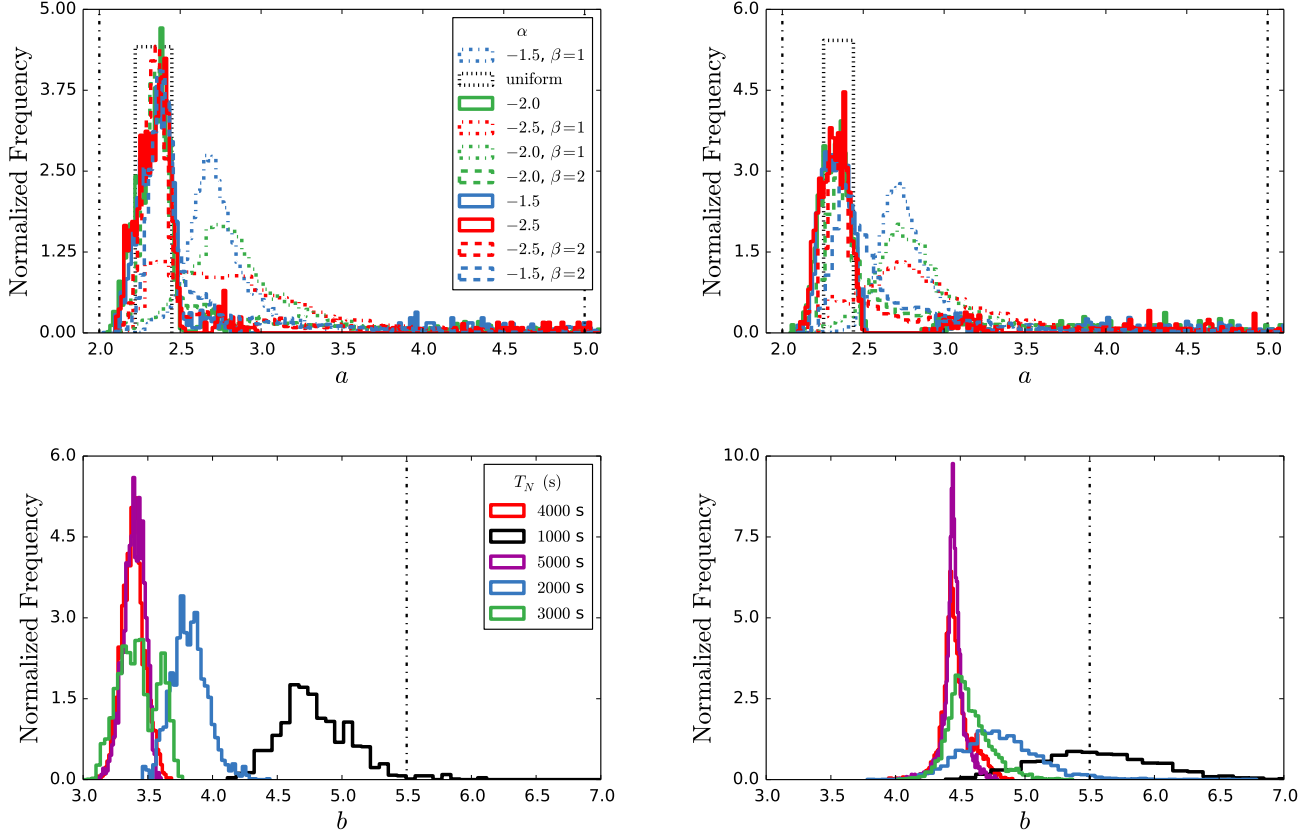 5.00
3.75
2.50
1.25
0.00
Normalized Frequency
2.0 2.5 3.0 3.5 4.0 4.5 5.0
a
α
−1.5, β=1
uniform
−2.0
−2.5, β=1
−2.0, β=1
−2.0, β=2
−1.5
−2.5
−2.5, β=2
−1.5, β=2
6.0
4.5
3.0
1.5
0.0
Normalized Frequency
2.0 2.5 3.0 3.5 4.0 4.5 5.0
a
6.0
4.5
3.0
1.5
0.0
Normalized Frequency
3.0 3.5 4.0 4.5 5.0 5.5 6.0 6.5 7.0
b
T_N (s)
4000 s
1000 s
5000 s
2000 s
3000 s
10.0
7.5
5.0
2.5
0.0
Normalized Frequency
3.0 3.5 4.0 4.5 5.0 5.5 6.0 6.5 7.0
b